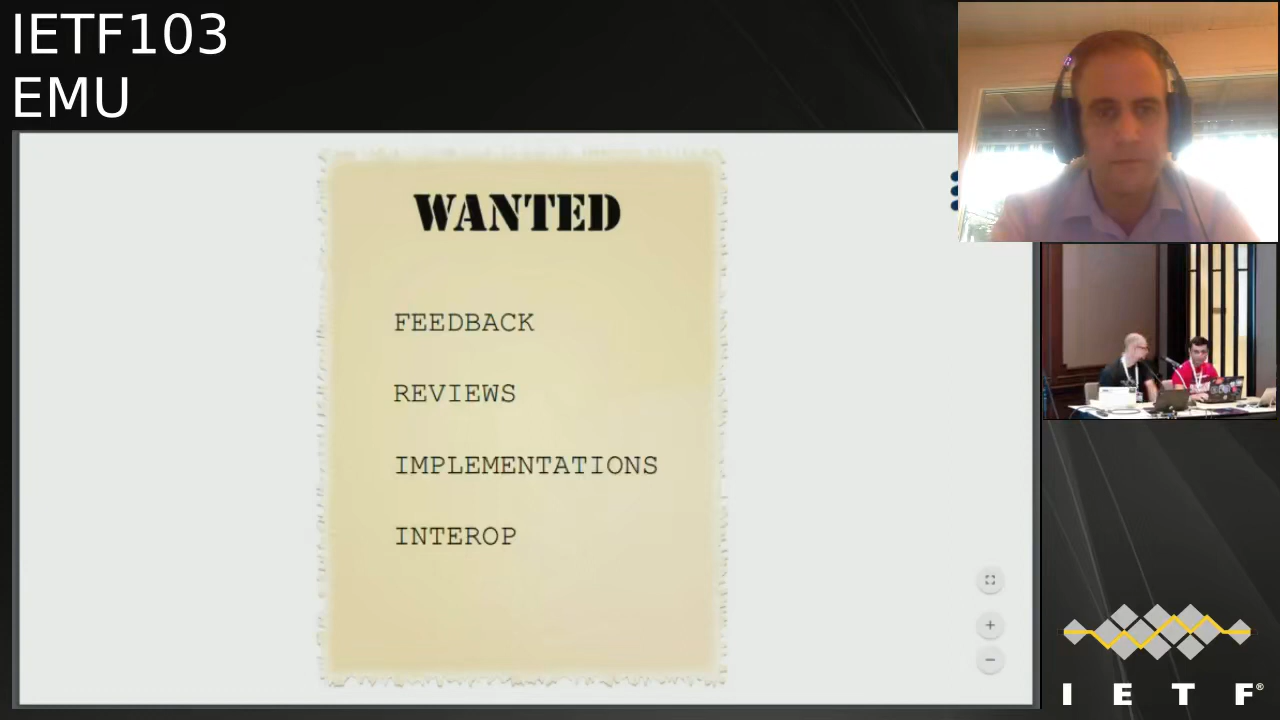 IETF103
EMU
WANTED
FEEDBACK
REVIEWS
IMPLEMENTATIONS
INTEROP
I E T F®